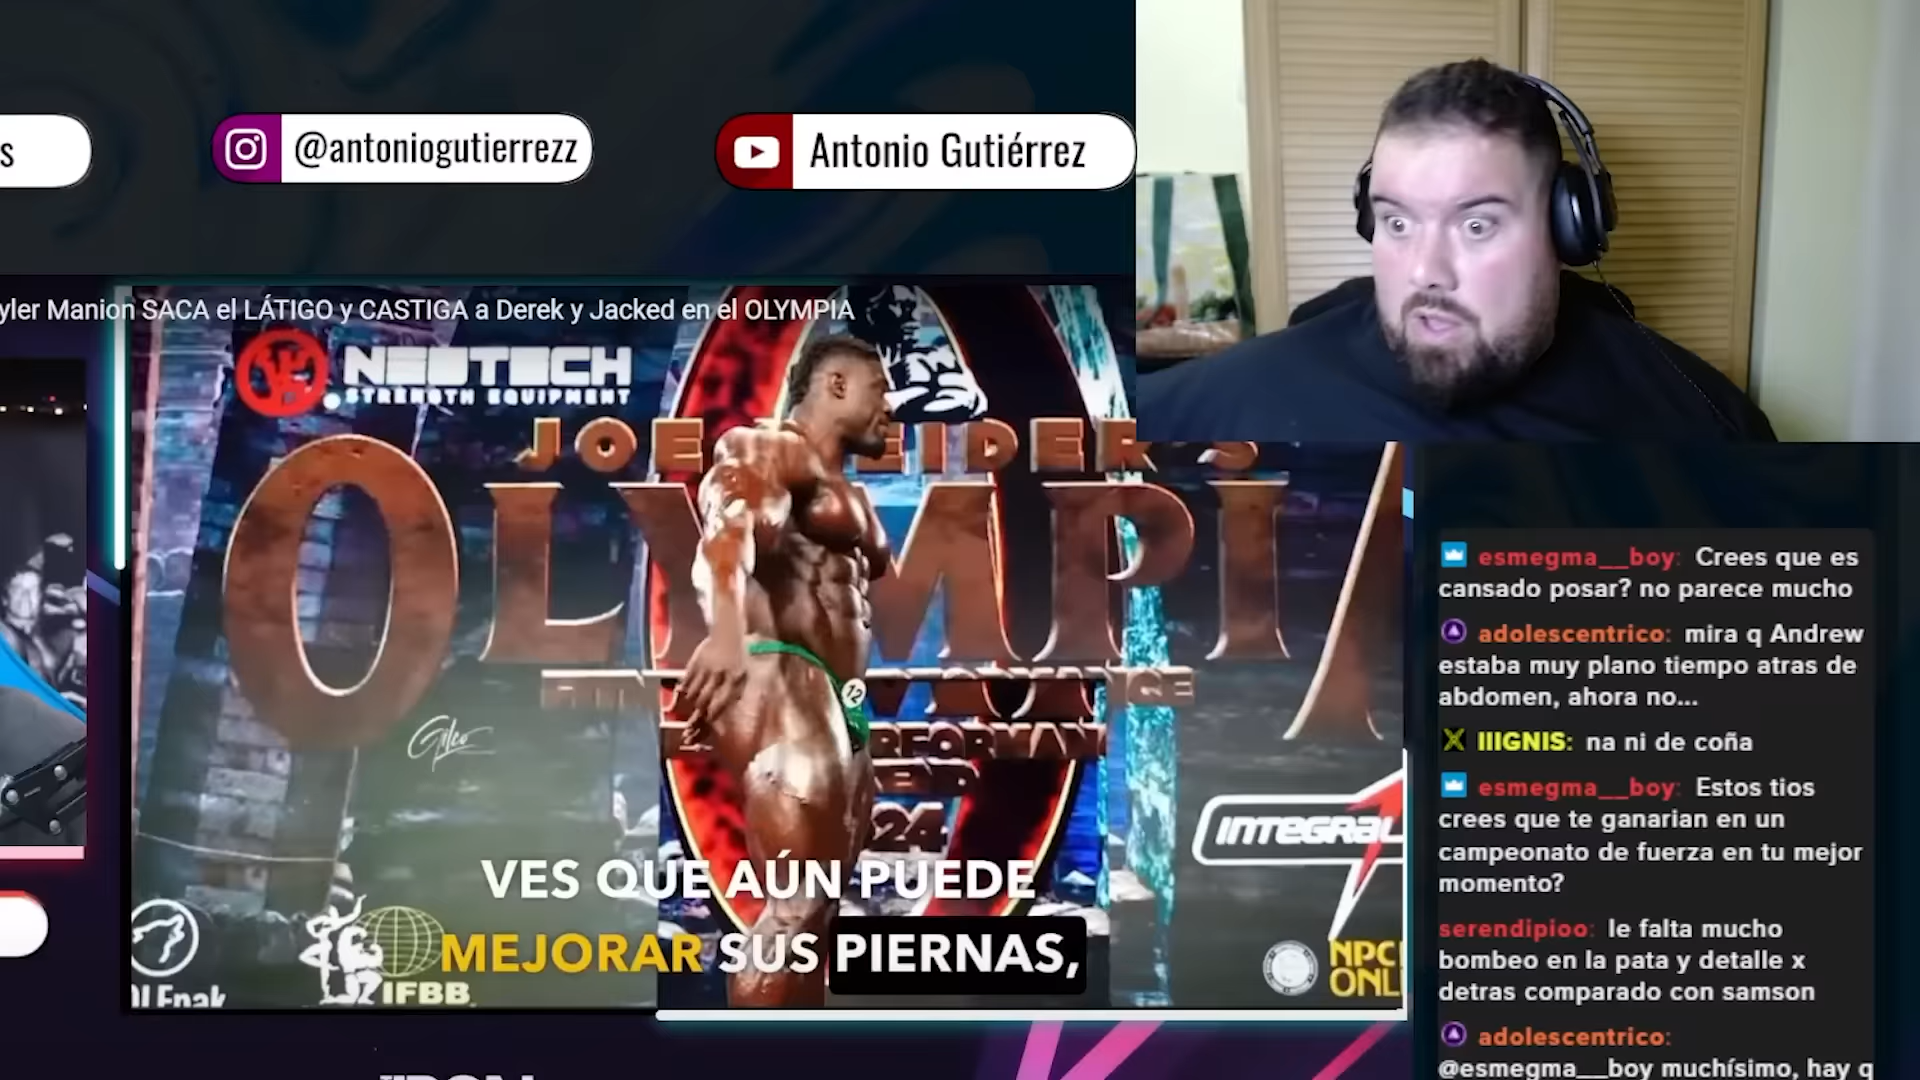 s
@antoniogutierrezz
Antonio Gutiérrez
yler Manion SACA el LÁTIGO y CASTIGA a Derek y Jacked en el OLYMPIA
NEOTECH
STRENGTH EQUIPMENT
JOE WEIDER'S
OLYMPIA
24
12
INTEGRAL
VES QUE AÚN PUEDE
MEJORAR SUS PIERNAS,
IFBB
NPC
ONL
esmegma__boy: Crees que es
cansado posar? no parece mucho
adolescentrico: mira q Andrew
estaba muy plano tiempo atras de
abdomen, ahora no...
IIIGNIS: na ni de coña
esmegma__boy: Estos tios
crees que te ganarian en un
campeonato de fuerza en tu mejor
momento?
serendipioo: le falta mucho
bombeo en la pata y detalle x
detras comparado con samson
adolescentrico:
@esmegma__boy muchísimo, hay q